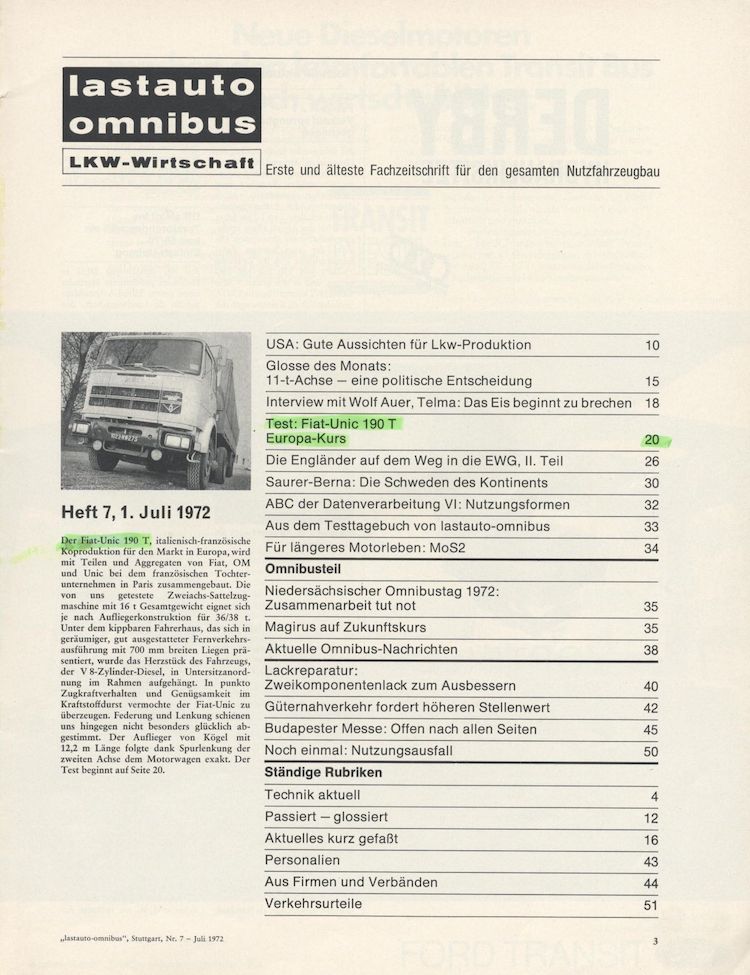 lastauto
omnibus
LKW-Wirtschaft
Erste und älteste Fachzeitschrift für den gesamten Nutzfahrzeugbau
USA: Gute Aussichten für Lkw-Produktion 10
Glosse des Monats:
11-t-Achse — eine politische Entscheidung 15
Interview mit Wolf Auer, Telma: Das Eis beginnt zu brechen 18
Test: Fiat-Unic 190 T
Europa-Kurs 20
Die Engländer auf dem Weg in die EWG, II. Teil 26
Saurer-Berna: Die Schweden des Kontinents 30
ABC der Datenverarbeitung VI: Nutzungsformen 32
Aus dem Testtagebuch von lastauto-omnibus 33
Für längeres Motorleben: MoS2 34
Omnibusteil
Niedersächsischer Omnibustag 1972:
Zusammenarbeit tut not 35
Magirus auf Zukunftskurs 35
Aktuelle Omnibus-Nachrichten 38
Lackreparatur:
Zweikomponentenlack zum Ausbessern 40
Güternahverkehr fordert höheren Stellenwert 42
Budapester Messe: Offen nach allen Seiten 45
Noch einmal: Nutzungsausfall 50
Ständige Rubriken
Technik aktuell 4
Passiert — glossiert 12
Aktuelles kurz gefaßt 16
Personalien 43
Aus Firmen und Verbänden 44
Verkehrsurteile 51
Heft 7, 1. Juli 1972
Der Fiat-Unic 190 T, italienisch-französische
Koproduktion für den Markt in Europa, wird
mit Teilen und Aggregaten von Fiat, OM
und Unic bei dem französischen Tochter-
unternehmen in Paris zusammengebaut. Die
von uns getestete Zweiachs-Sattelzug-
maschine mit 16 t Gesamtgewicht eignet sich
je nach Aufliegerkonstruktion für 36/38 t.
Unter dem kippbaren Fahrerhaus, das sich in
geräumiger, gut ausgestatteter Fernverkehrs-
ausführung mit 700 mm breiten Liegen prä-
sentiert, wurde das Herzstück des Fahrzeugs,
der V 8-Zylinder-Diesel, in Untersitzanord-
nung im Rahmen aufgehängt. In punkto
Zugkraftverhalten und Genügsamkeit im
Kraftstoffdurst vermochte der Fiat-Unic zu
überzeugen. Federung und Lenkung schienen
uns hingegen nicht besonders glücklich ab-
gestimmt. Der Auflieger von Kögel mit
12,2 m Länge folgte dank Spurlenkung der
zweiten Achse dem Motorwagen exakt. Der
Test beginnt auf Seite 20.
„lastauto-omnibus", Stuttgart, Nr. 7 – Juli 1972
3